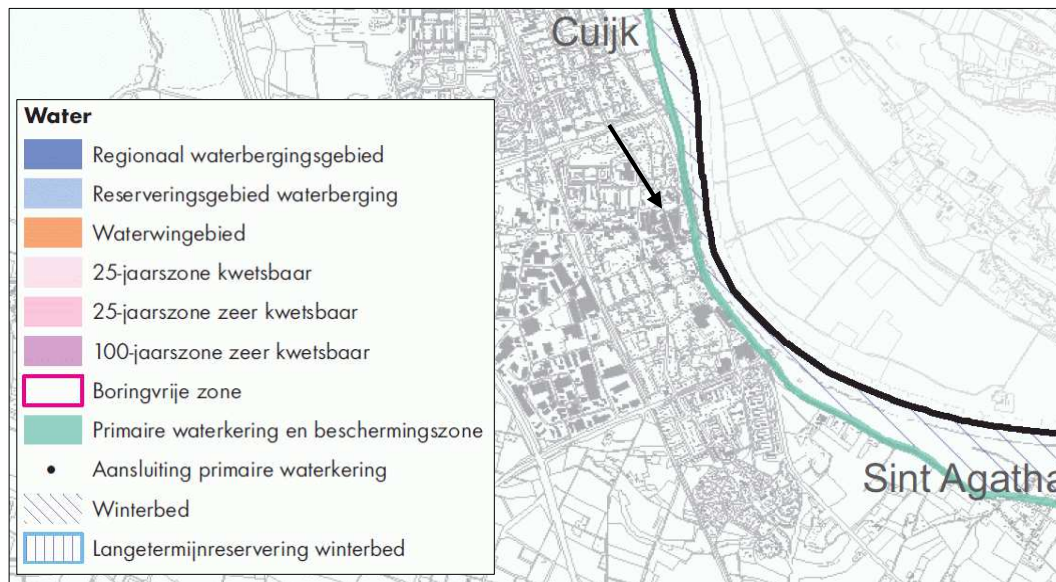 Cuijk
Water
Regionaal waterbergingsgebied
Reserveringsgebied waterberging
Waterwingebied
25-jaarszone kwetsbaar
25-jaarszone zeer kwetsbaar
100-jaarszone zeer kwetsbaar
Boringvrije zone
Primaire waterkering en beschermingszone
Aansluiting primaire waterkering
Winterbed
Langetermijnreservering winterbed
Sint Agatha